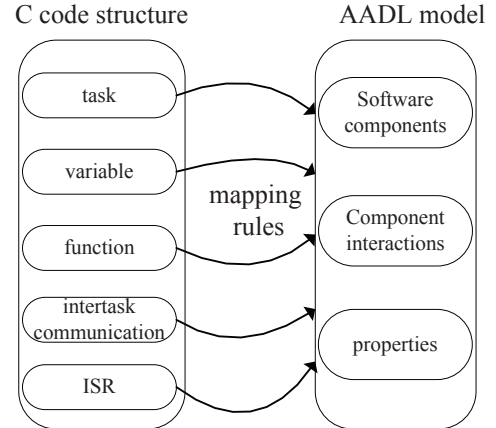 C code structure
AADL model
task
variable
function
intertask
communication
ISR
mapping
rules
Software
components
Component
interactions
properties